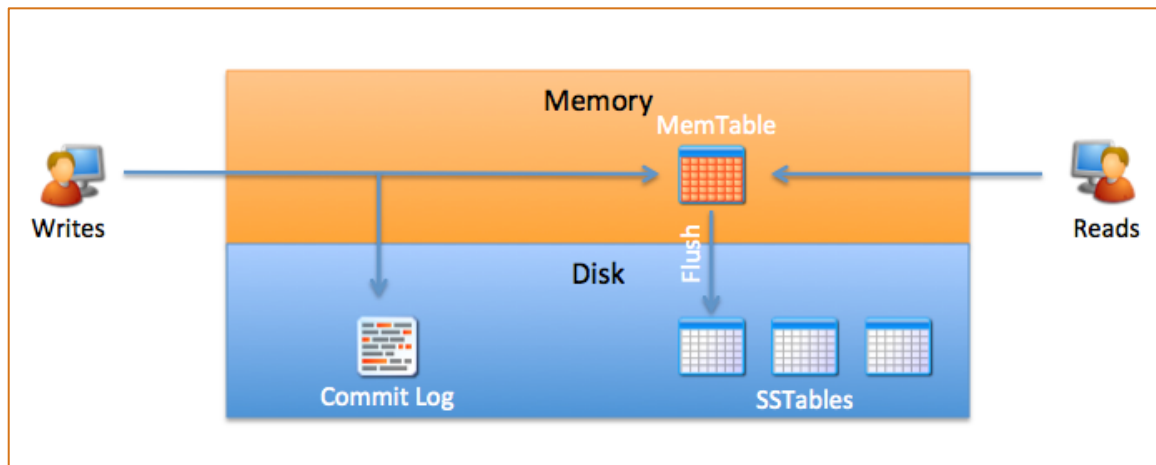 Memory
MemTable
Writes
Reads
Flush
Disk
Commit Log
SSTables